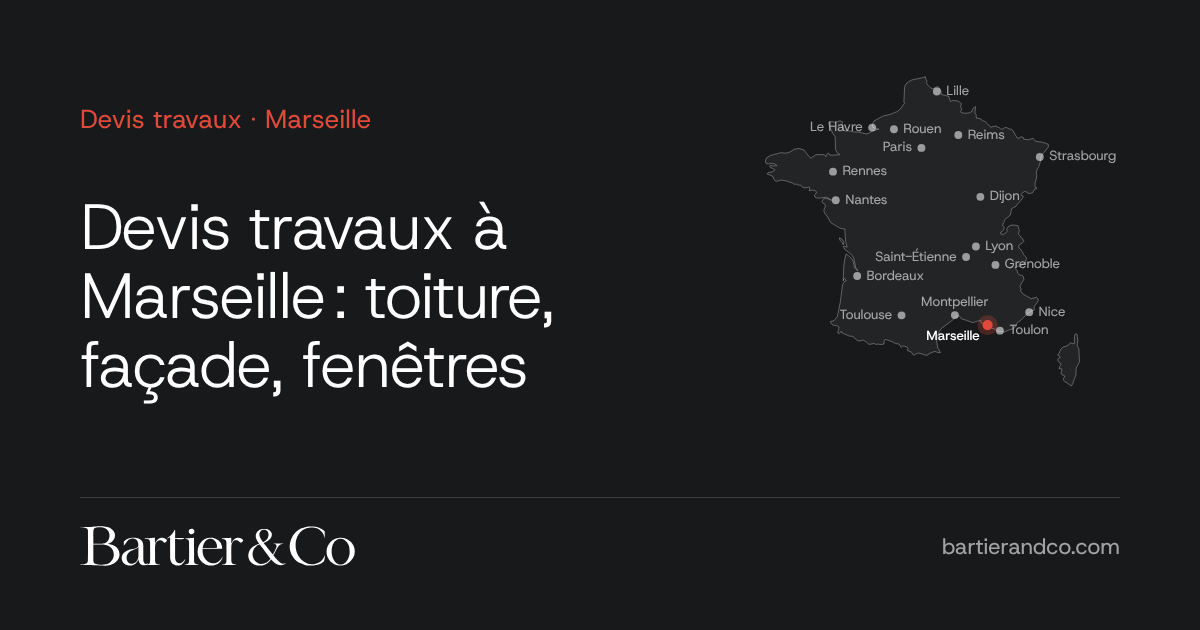 Devis travaux · Marseille
Devis travaux à
Marseille : toiture,
façade, fenêtres
Lille
Le Havre
Rouen
Reims
Paris
Strasbourg
Rennes
Nantes
Dijon
Lyon
Saint-Étienne
Grenoble
Bordeaux
Montpellier
Toulouse
Nice
Marseille
Toulon
Bartier & Co
bartierandco.com